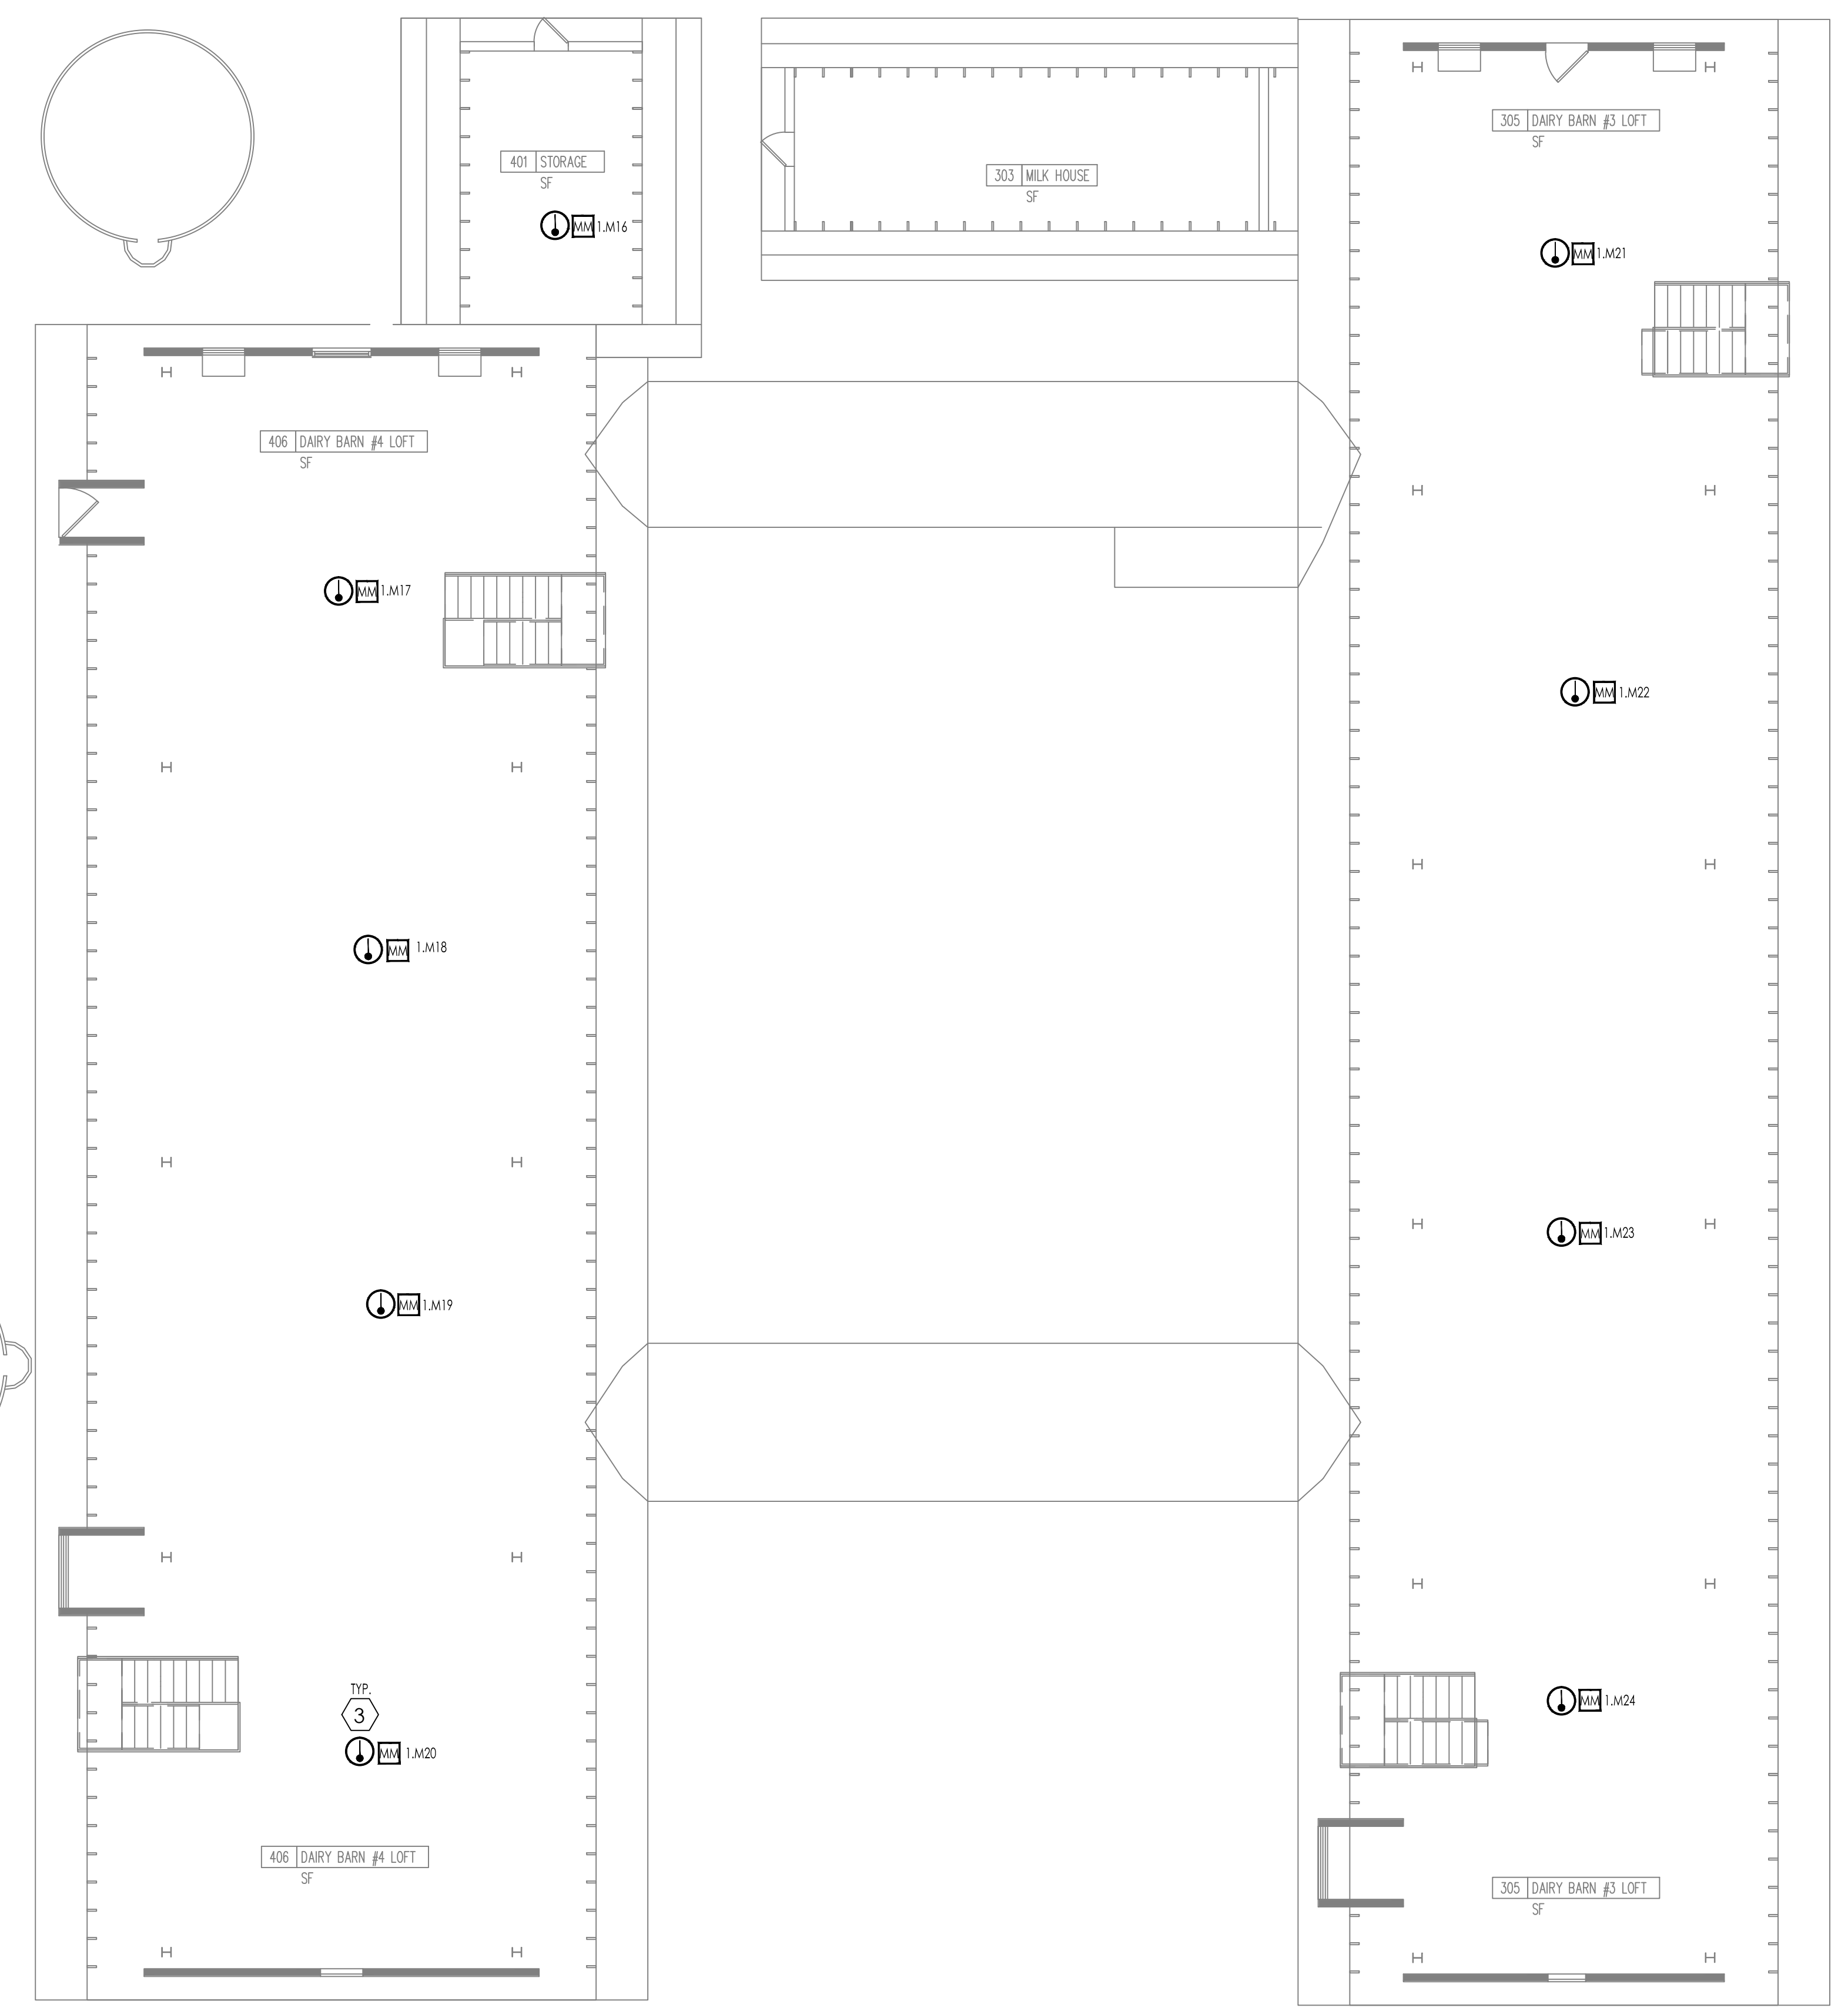 305 DAIRY BARN #3 LOFT
SF
401 STORAGE
SF
303 MILK HOUSE
SF
MM 1.M16
MM 1.M21
406 DAIRY BARN #4 LOFT
SF
MM 1.M17
MM 1.M22
MM 1.M18
MM 1.M23
MM 1.M19
TYP.
3
MM 1.M24
MM 1.M20
406 DAIRY BARN #4 LOFT
SF
305 DAIRY BARN #3 LOFT
SF